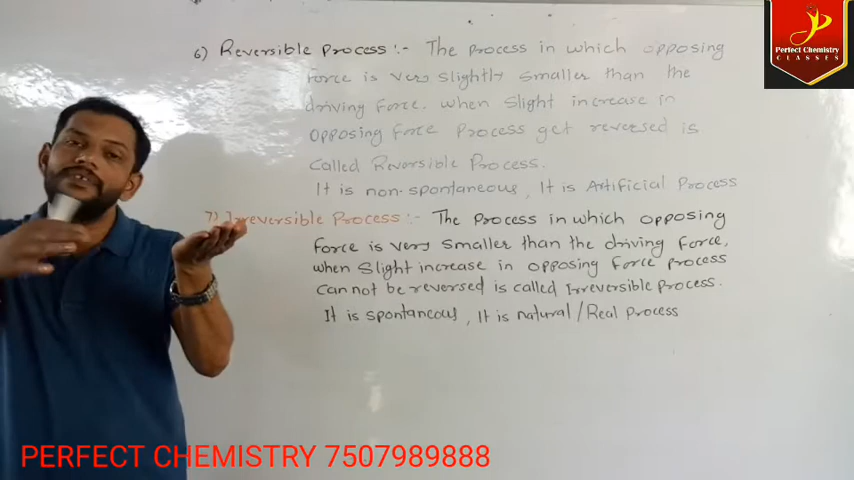 Perfect Chemistry
CLASSES
6) Reversible Process :- The process in which opposing
force is very slightly smaller than the
driving force. when slight increase in
opposing force process get reversed is
called Reversible Process.
It is non-spontaneous, It is Artificial Process
7) Irreversible Process :- The process in which opposing
force is very smaller than the driving force,
when slight increase in opposing force process
can not be reversed is called Irreversible Process.
It is spontaneous, It is natural/Real Process
PERFECT CHEMISTRY 7507989888